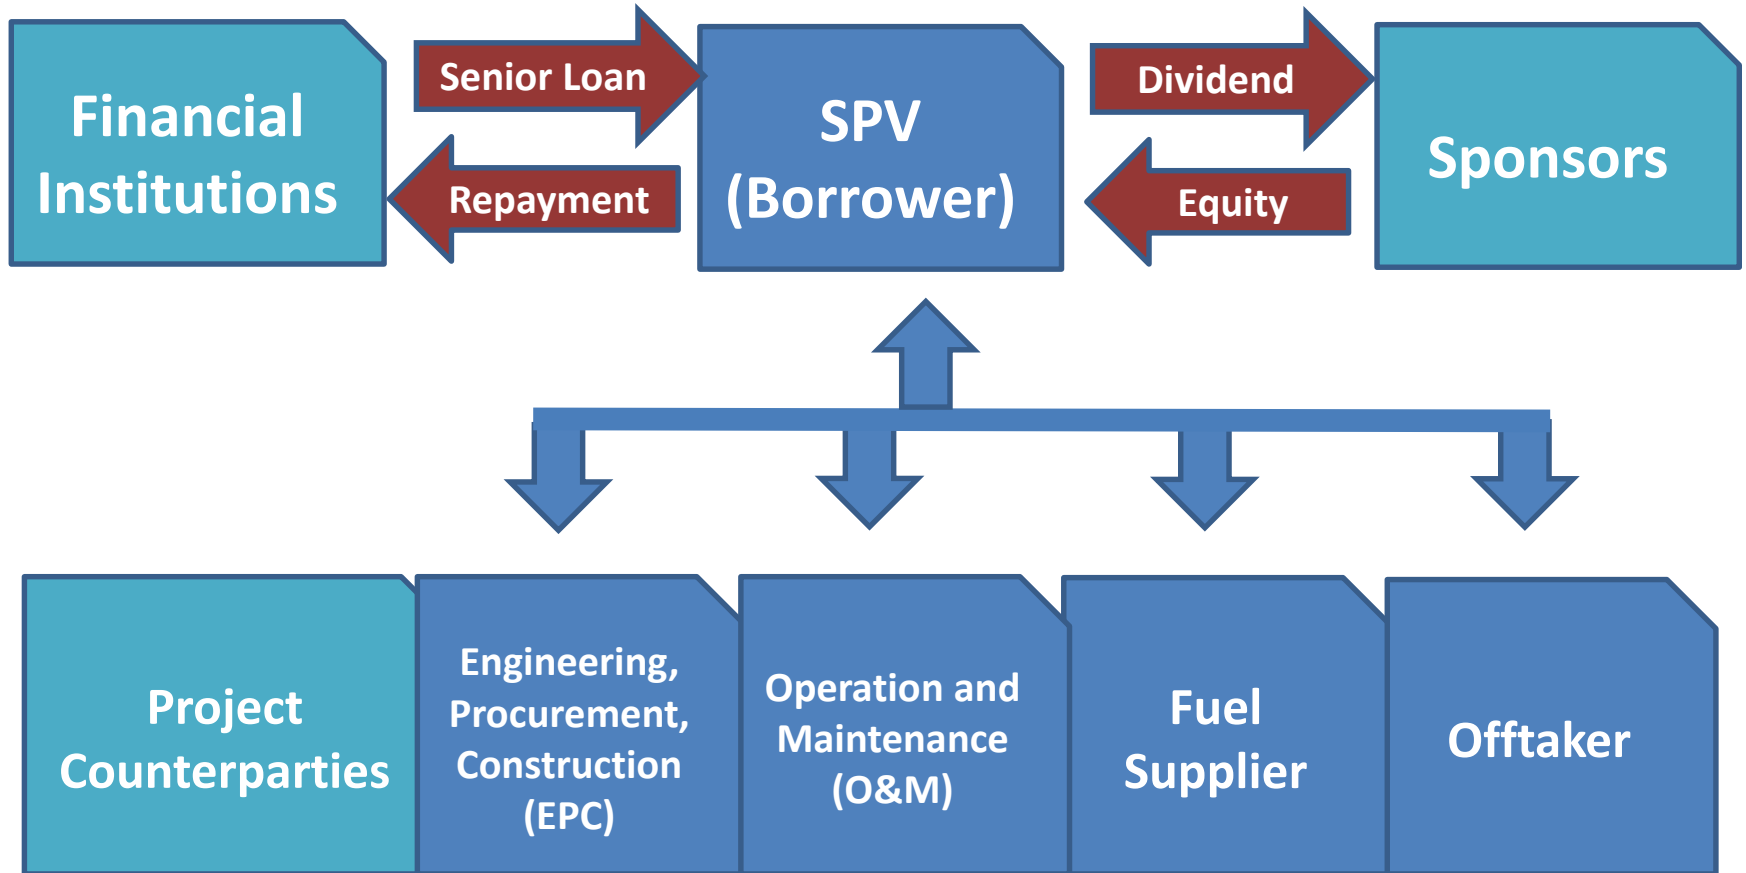 Financial
Institutions
Senior Loan
Repayment
SPV
(Borrower)
Dividend
Equity
Sponsors
Project
Counterparties
Engineering,
Procurement,
Construction
(EPC)
Operation and
Maintenance
(O&M)
Fuel
Supplier
Offtaker